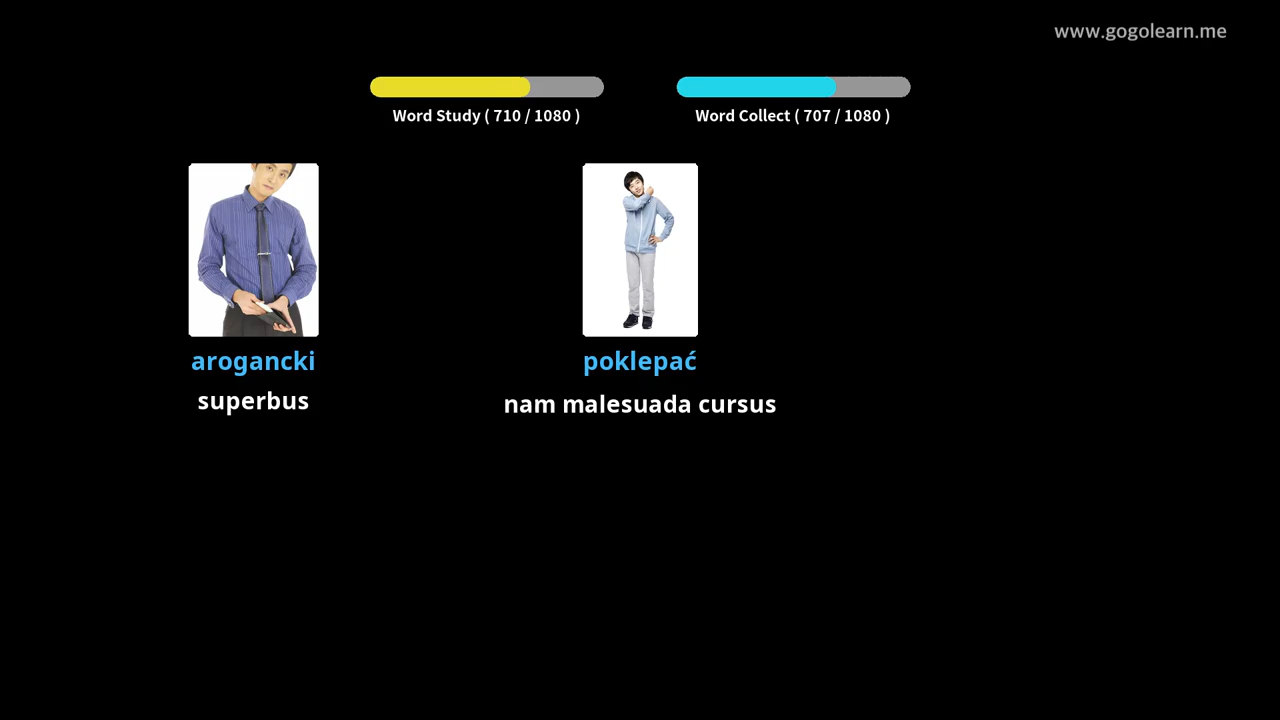 www.gogolearn.me
Word Study ( 710 / 1080 )
Word Collect ( 707 / 1080 )
arogancki
superbus
poklepać
nam malesuada cursus